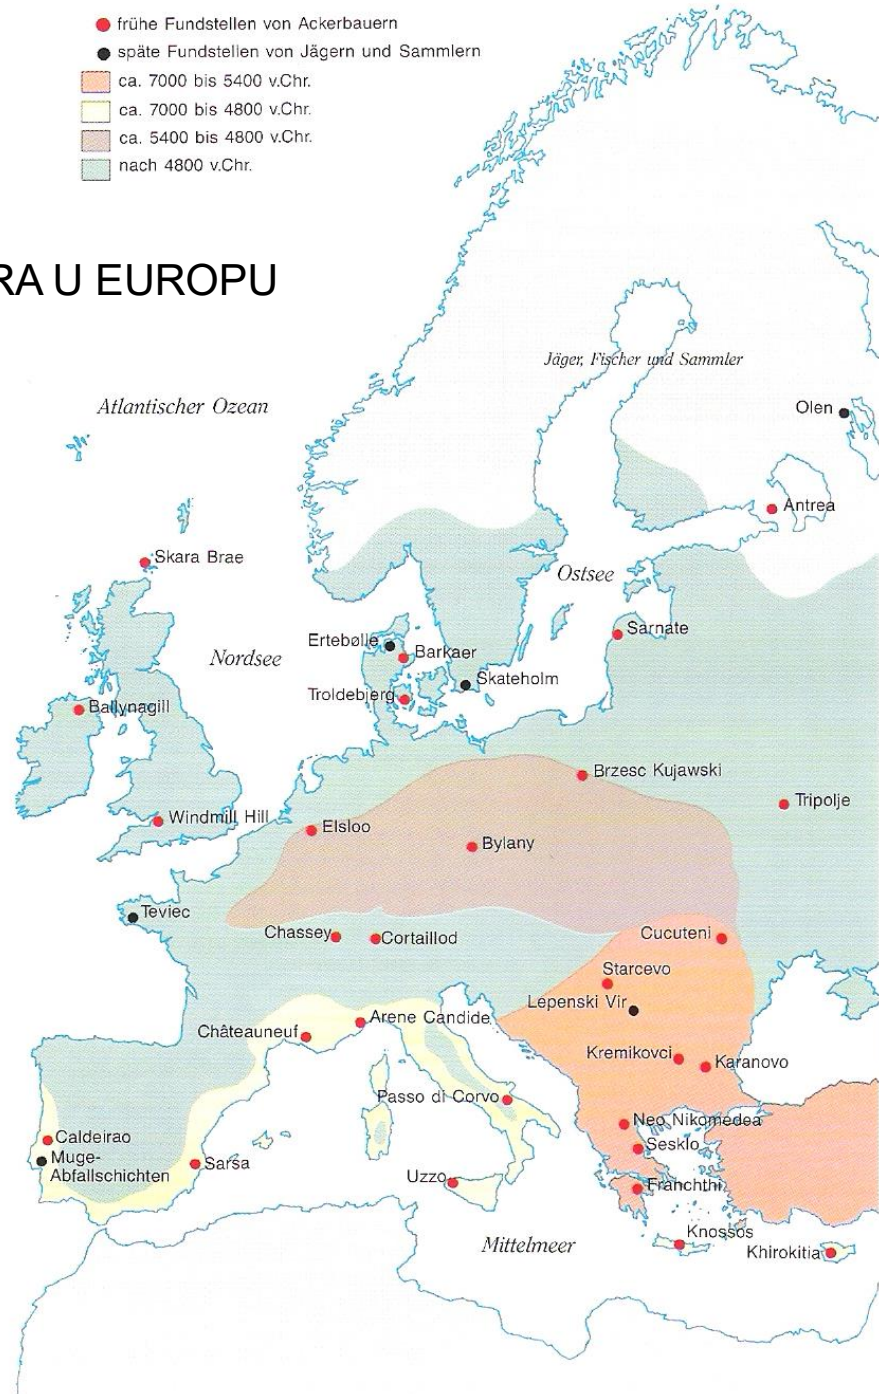 frühe Fundstellen von Ackerbauern
späte Fundstellen von Jägern und Sammlern
ca. 7000 bis 5400 v.Chr.
ca. 7000 bis 4800 v.Chr.
ca. 5400 bis 4800 v.Chr.
nach 4800 v.Chr.
RA U EUROPU
Jäger, Fischer und Sammler
Atlantischer Ozean
Olen
Antrea
Skara Brae
Ostsee
Sarnate
Ertebølle
Barkaer
Nordsee
Skateholm
Troldebjerg
Ballynagill
Brzesc Kujawski
Tripolje
Windmill Hill
Elsloo
Bylany
Teviec
Chassey
Cortaillod
Cucuteni
Starcevo
Lepenski Vir
Arene Candide
Châteauneuf
Kremikovci
Karanovo
Passo di Corvo
Neo Nikomedea
Caldeirao
Sesklo
Muge-
Abfallschichten
Sarsa
Uzzo
Franchthi
Knossos
Mittelmeer
Khirokitia